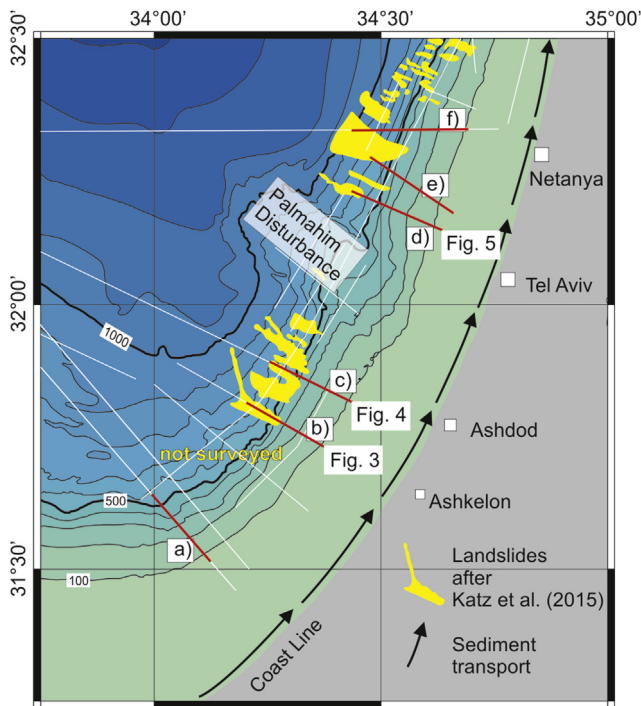 34°00'
34°30'
35°00'
32°30'
f)
Netanya
e)
Palmahim
Disturbance
d)
Fig. 5
Tel Aviv
32°00'
1000
c)
Fig. 4
b)
Ashdod
not surveyed
Fig. 3
500
Ashkelon
a)
Landslides
after
Katz et al. (2015)
31°30'
100
Coast Line
Sediment
transport